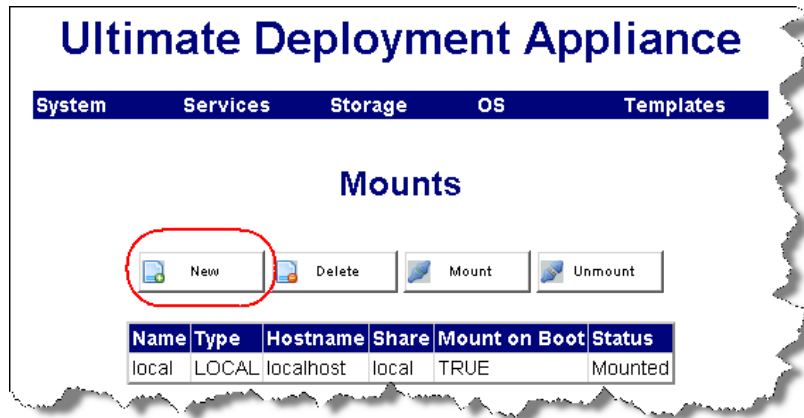 Ultimate Deployment Appliance
System Services Storage OS Templates
Mounts
New Delete Mount Unmount
Name Type Hostname Share Mount on Boot Status
local LOCAL localhost local TRUE Mounted